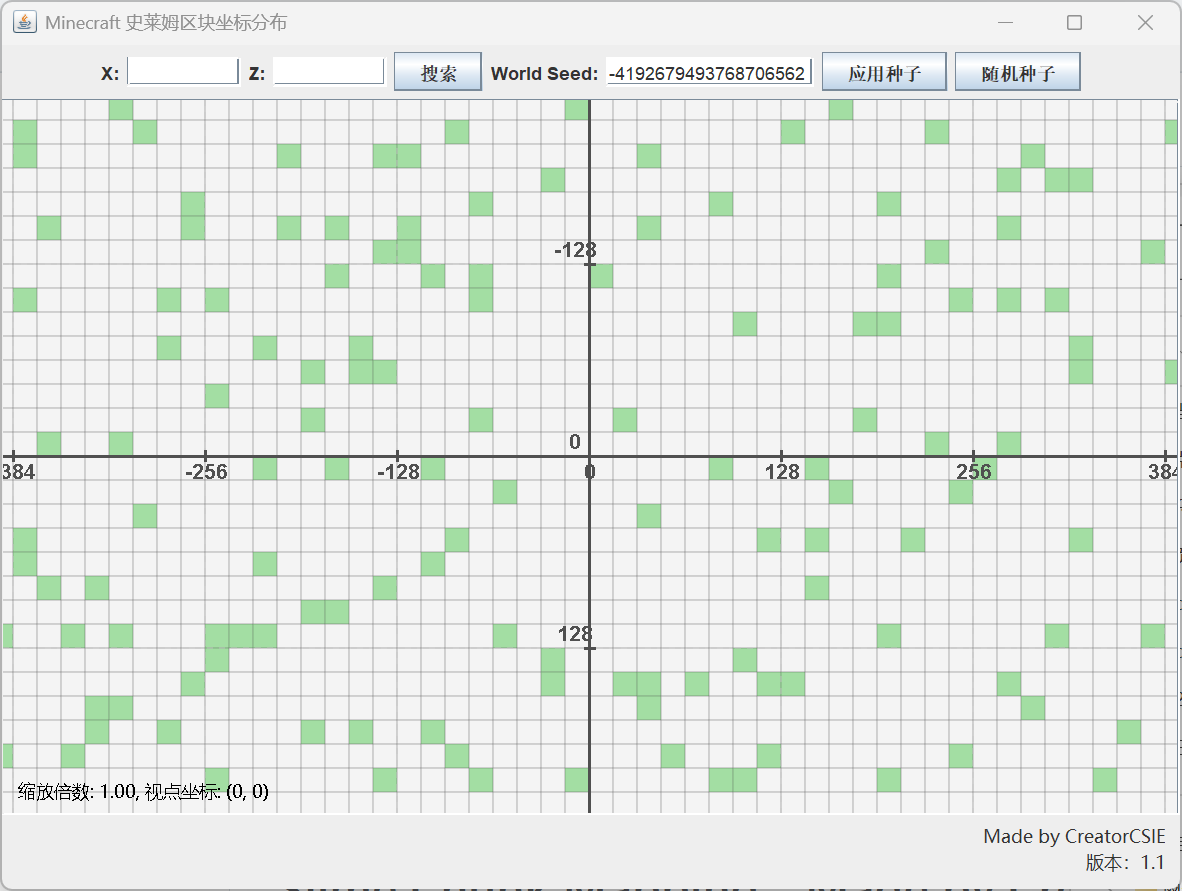 Minecraft 史莱姆区块坐标分布
X: Z: 搜索 World Seed: -4192679493768706562 应用种子 随机种子
-128
0
384 -256 -128 0 128 256 384
128
缩放倍数: 1.00, 视点坐标: (0, 0)
Made by CreatorCSIE
版本: 1.1